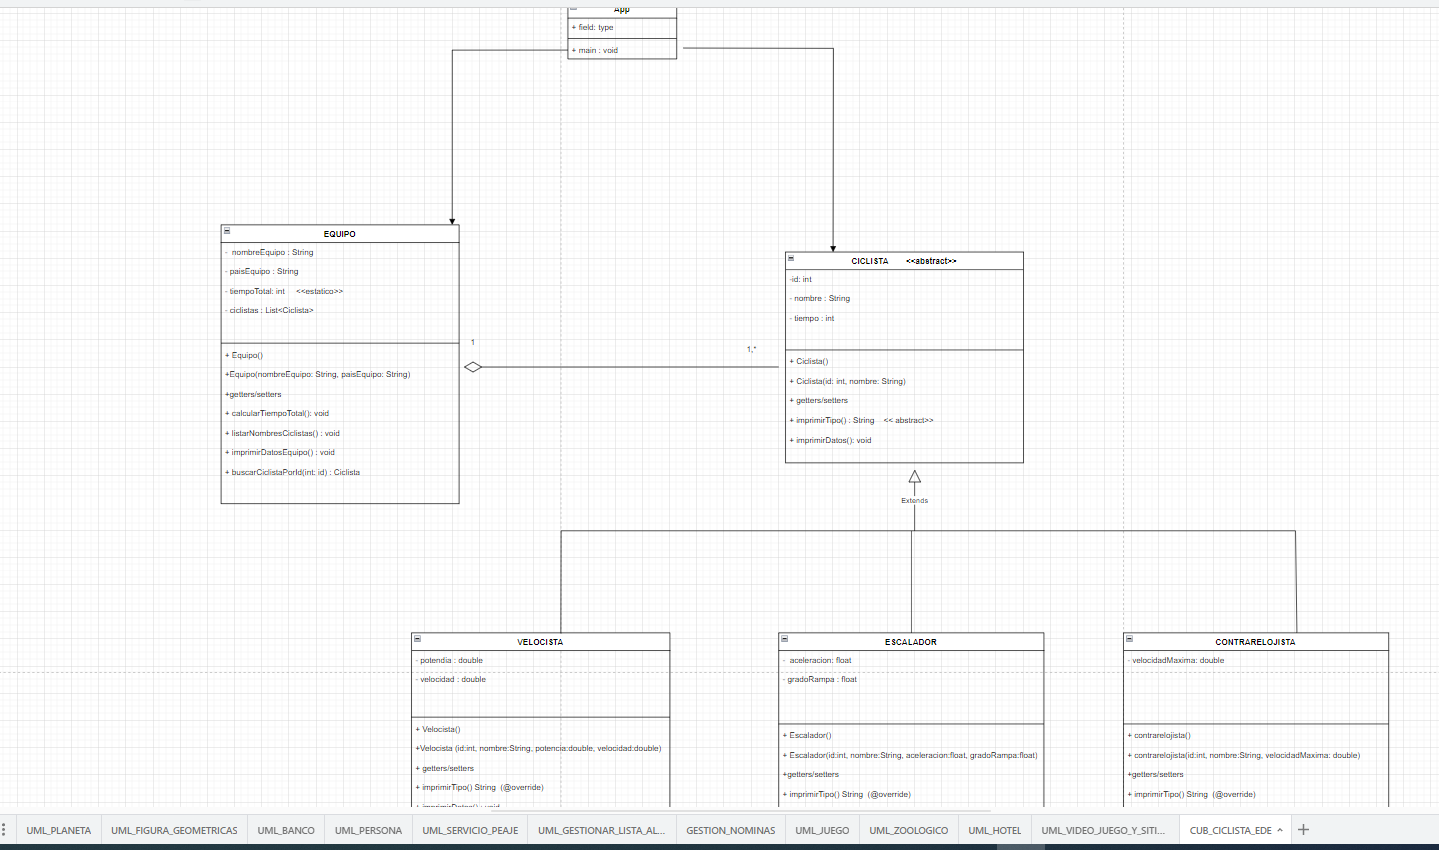 App
+ field: type
+ main : void
EQUIPO
- nombreEquipo : String
- paisEquipo : String
- tiempoTotal: int <<estatico>>
- ciclistas : List<Ciclista>
+ Equipo()
+Equipo(nombreEquipo: String, paisEquipo: String)
+getters/setters
+ calcularTiempoTotal(): void
+ listarNombresCiclistas() : void
+ imprimirDatosEquipo() : void
+ buscarCiclistaPorId(int: id) : Ciclista
1
1,*
CICLISTA <<abstract>>
-id: int
- nombre : String
- tiempo : int
+ Ciclista()
+ Ciclista(id: int, nombre: String)
+ getters/setters
+ imprimirTipo() : String << abstract>>
+ imprimirDatos(): void
Extends
VELOCISTA
- potendia : double
- velocidad : double
+ Velocista()
+Velocista (id:int, nombre:String, potencia:double, velocidad:double)
+ getters/setters
+ imprimirTipo() String (@override)
+ imprimirDatos() : void
ESCALADOR
- aceleracion: float
- gradoRampa : float
+ Escalador()
+ Escalador(id:int, nombre:String, aceleracion:float, gradoRampa:float)
+getters/setters
+ imprimirTipo() String (@override)
CONTRARELOJISTA
- velocidadMaxima: double
+ contrarelojista()
+ contrarelojista(id:int, nombre:String, velocidadMaxima: double)
+getters/setters
+ imprimirTipo() String (@override)
UML_PLANETA
UML_FIGURA_GEOMETRICAS
UML_BANCO
UML_PERSONA
UML_SERVICIO_PEAJE
UML_GESTIONAR_LISTA_AL...
GESTION_NOMINAS
UML_JUEGO
UML_ZOOLOGICO
UML_HOTEL
UML_VIDEO_JUEGO_Y_SITI...
CUB_CICLISTA_EDE